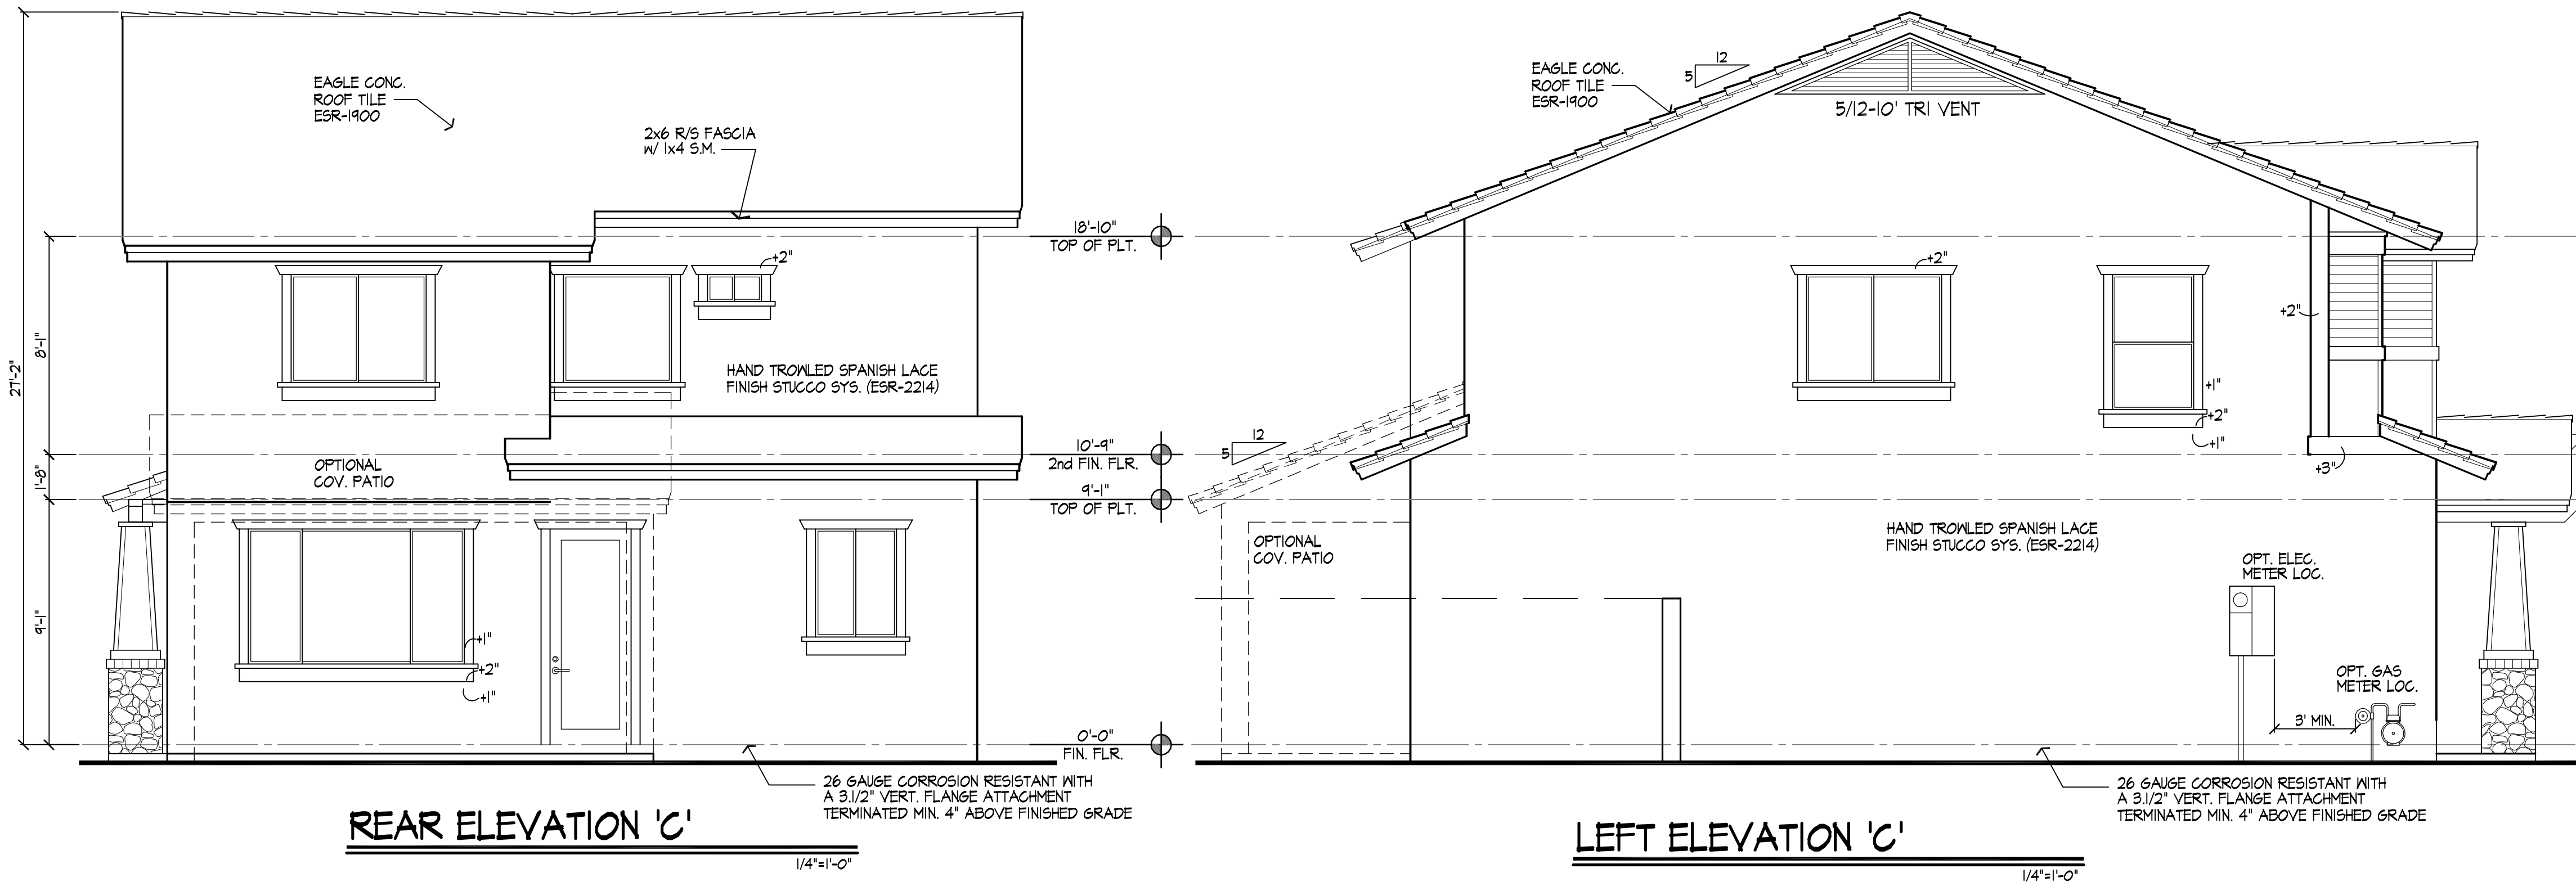 EAGLE CONC.
ROOF TILE
ESR-1900
2x6 R/S FASCIA
W/ 1x4 S.M.
+2"
HAND TROWLED SPANISH LACE
FINISH STUCCO SYS. (ESR-2214)
27'-2"
8'-1"
1'-8"
9'-1"
OPTIONAL
COV. PATIO
+1"
+2"
+1"
18'-10"
TOP OF PLT.
10'-9"
2nd FIN. FLR.
9'-1"
TOP OF PLT.
0'-0"
FIN. FLR.
26 GAUGE CORROSION RESISTANT WITH
A 3.1/2" VERT. FLANGE ATTACHMENT
TERMINATED MIN. 4" ABOVE FINISHED GRADE
REAR ELEVATION 'C'
1/4"=1'-0"
EAGLE CONC.
ROOF TILE
ESR-1900
12
5
5/12-10' TRI VENT
+2"
+2"
+1"
+2"
+1"
+3"
12
5
OPTIONAL
COV. PATIO
HAND TROWLED SPANISH LACE
FINISH STUCCO SYS. (ESR-2214)
OPT. ELEC.
METER LOC.
OPT. GAS
METER LOC.
3' MIN.
26 GAUGE CORROSION RESISTANT WITH
A 3.1/2" VERT. FLANGE ATTACHMENT
TERMINATED MIN. 4" ABOVE FINISHED GRADE
LEFT ELEVATION 'C'
1/4"=1'-0"